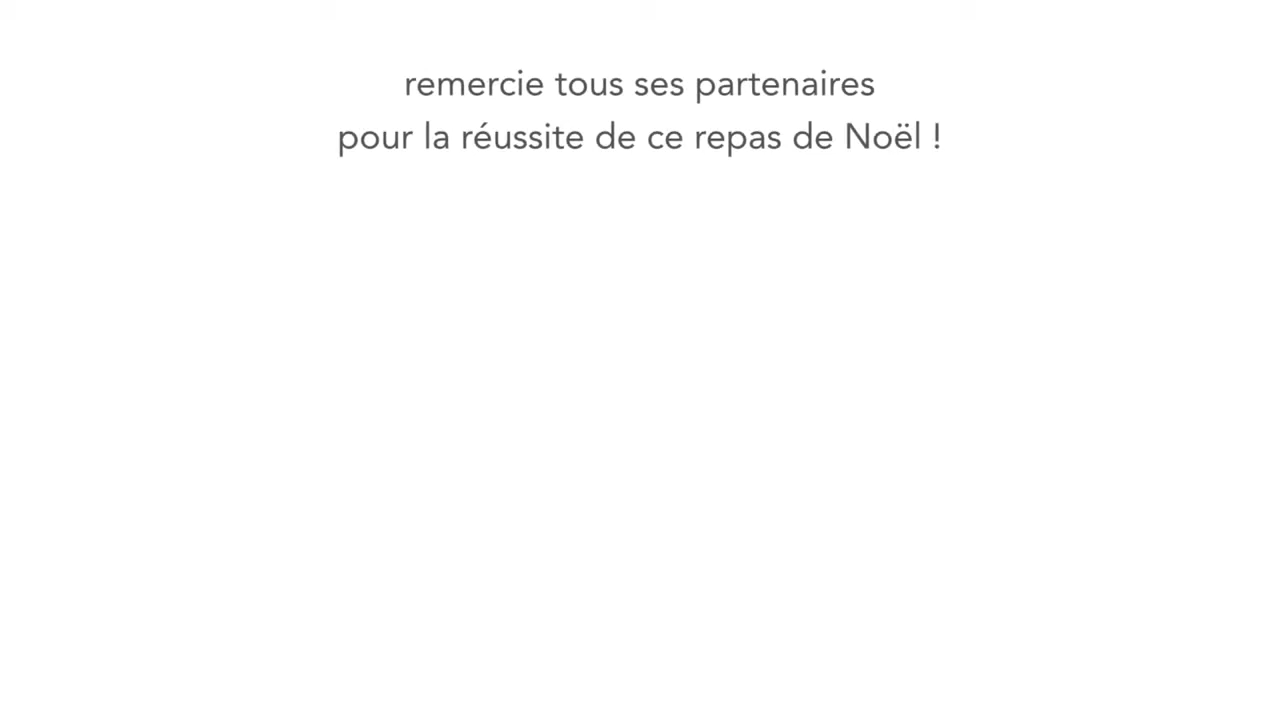 remercie tous ses partenaires
pour la réussite de ce repas de Noël !